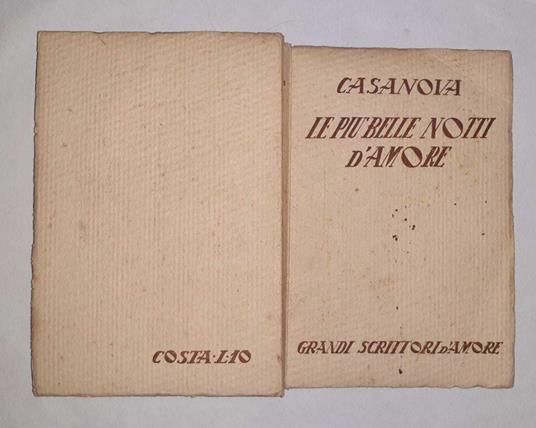 CASANOVA
LE PIU'BELLE NOTTI
D'AMORE
GRANDI SCRITTORI D'AMORE
COSTA·L·10